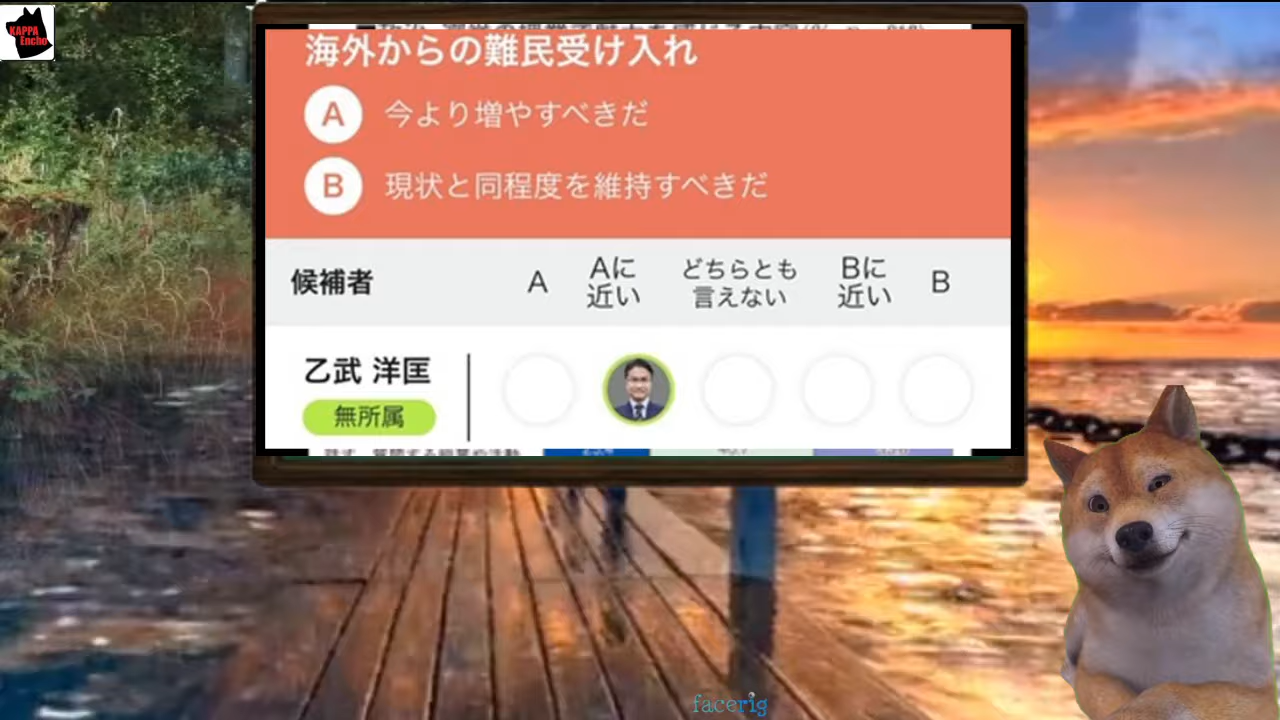 KAPPA
Encho
海外からの難民受け入れ
A 今より増やすべきだ
B 現状と同程度を維持すべきだ
候補者 A Aに近い どちらとも言えない Bに近い B
乙武 洋匡
無所属
facerig